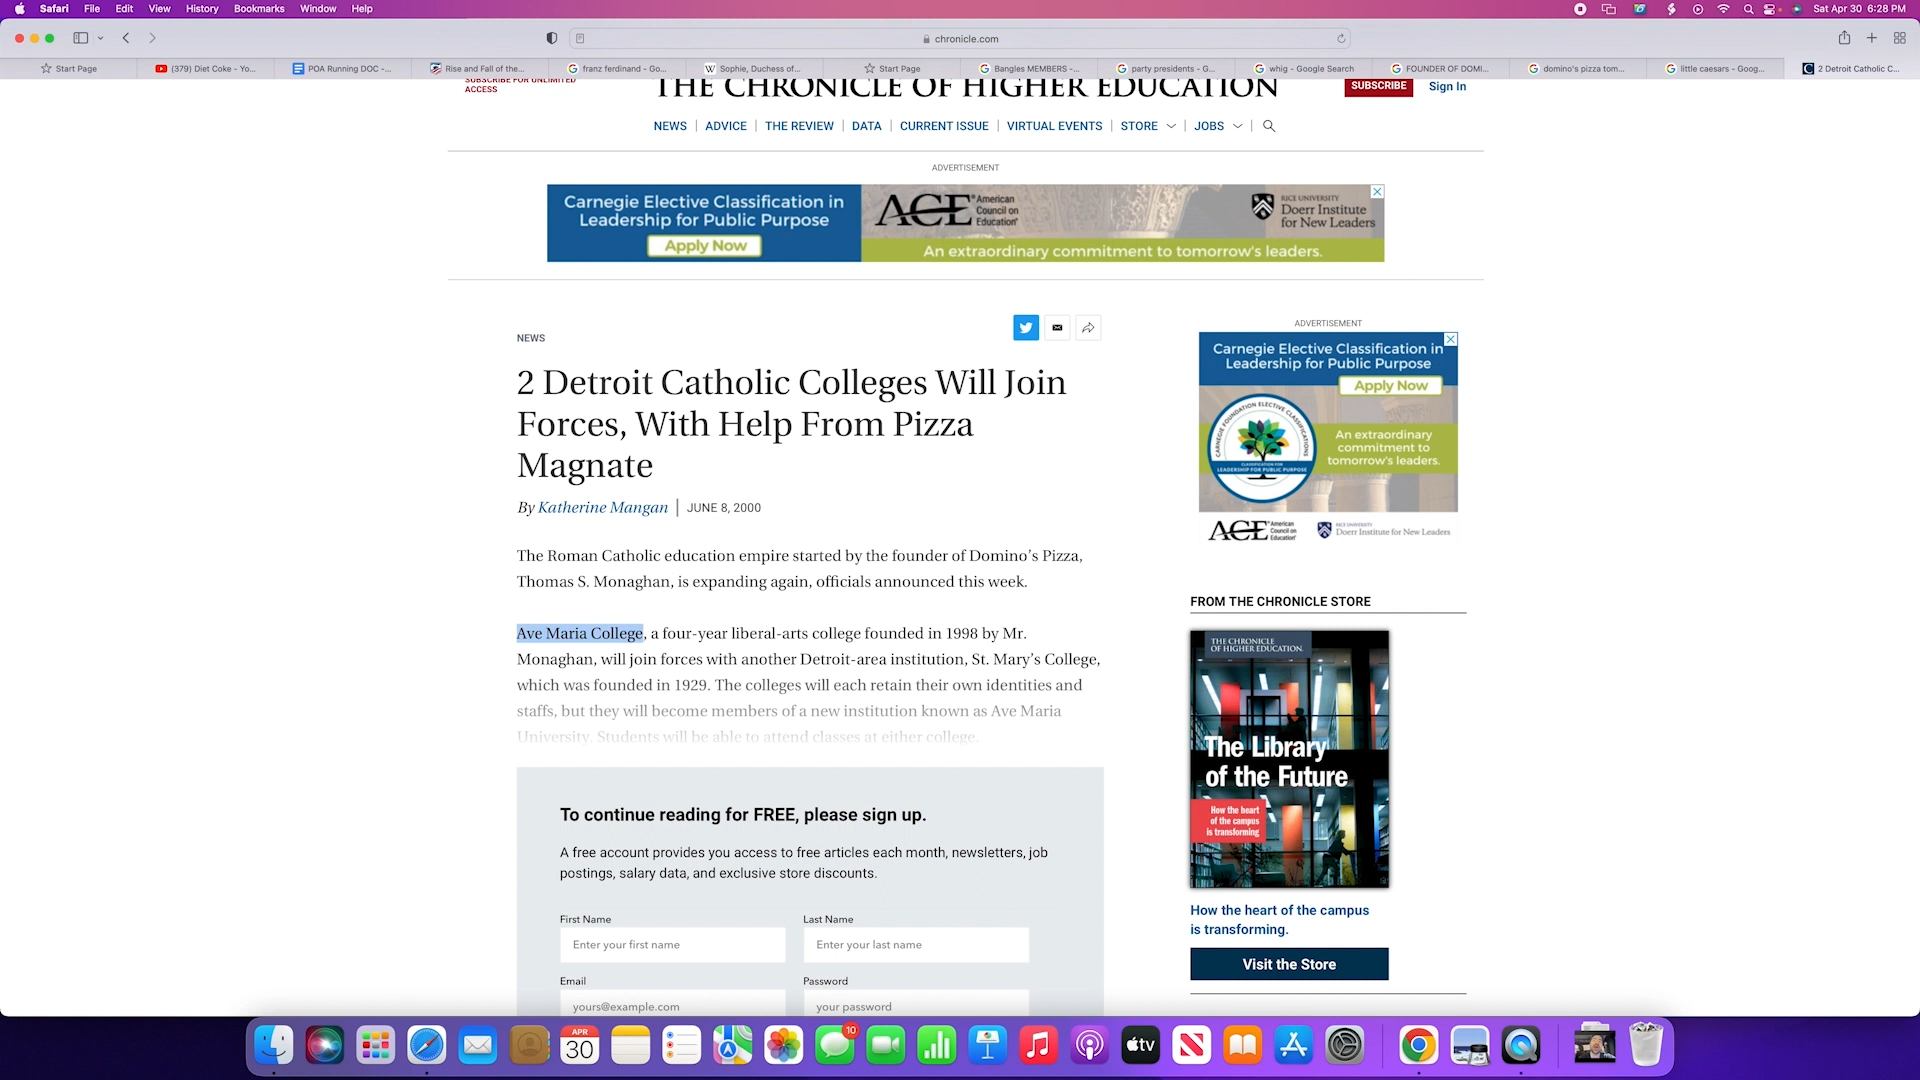 Safari File Edit View History Bookmarks Window Help
Sat Apr 30 6:28 PM
chronicle.com
Start Page
(379) Diet Coke - Yo...
POA Running DOC -...
Rise and Fall of the...
franz ferdinand - Go...
Sophie, Duchess of...
Start Page
Bangles MEMBERS -...
party presidents - G...
whig - Google Search
FOUNDER OF DOMI...
domino's pizza tom...
little caesars - Goog...
2 Detroit Catholic C...
SUBSCRIBE FOR UNLIMITED
ACCESS
THE CHRONICLE OF HIGHER EDUCATION
SUBSCRIBE
Sign In
NEWS | ADVICE | THE REVIEW | DATA | CURRENT ISSUE | VIRTUAL EVENTS | STORE | JOBS |
ADVERTISEMENT
Carnegie Elective Classification in
Leadership for Public Purpose
Apply Now
ACE® American
Council on
Education®
RICE UNIVERSITY
Doerr Institute
for New Leaders
An extraordinary commitment to tomorrow's leaders.
NEWS
2 Detroit Catholic Colleges Will Join
Forces, With Help From Pizza
Magnate
By Katherine Mangan | JUNE 8, 2000
The Roman Catholic education empire started by the founder of Domino's Pizza,
Thomas S. Monaghan, is expanding again, officials announced this week.
Ave Maria College, a four-year liberal-arts college founded in 1998 by Mr.
Monaghan, will join forces with another Detroit-area institution, St. Mary's College,
which was founded in 1929. The colleges will each retain their own identities and
staffs, but they will become members of a new institution known as Ave Maria
University. Students will be able to attend classes at either college.
To continue reading for FREE, please sign up.
A free account provides you access to free articles each month, newsletters, job
postings, salary data, and exclusive store discounts.
First Name
Last Name
Enter your first name
Enter your last name
Email
Password
yours@example.com
your password
ADVERTISEMENT
Carnegie Elective Classification in
Leadership for Public Purpose
Apply Now
CARNEGIE FOUNDATION ELECTIVE CLASSIFICATIONS
CLASSIFICATION FOR
LEADERSHIP FOR PUBLIC PURPOSE
An extraordinary
commitment to
tomorrow's leaders.
ACE® American
Council on
Education®
RICE UNIVERSITY
Doerr Institute for New Leaders
FROM THE CHRONICLE STORE
THE CHRONICLE
OF HIGHER EDUCATION
The Library
of the Future
How the heart
of the campus
is transforming
How the heart of the campus
is transforming.
Visit the Store
APR
30
10
tv